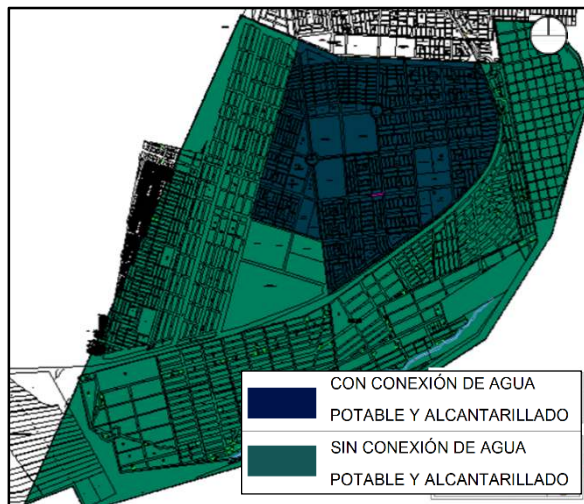 CON CONEXIÓN DE AGUA
POTABLE Y ALCANTARILLADO
SIN CONEXIÓN DE AGUA
POTABLE Y ALCANTARILLADO